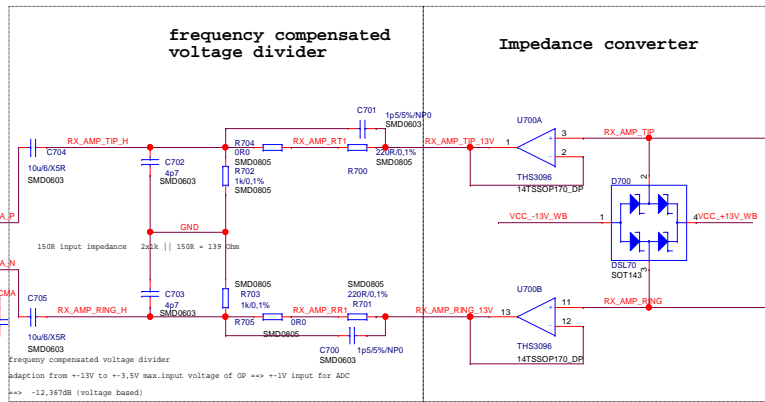 frequency compensated
voltage divider
Impedance converter
C701
1p5/5%/NP0
SMD0603
U700A
RX_AMP_TIP_H
C704
10u/6/X5R
SMD0603
C702
4p7
SMD0603
R704
0R0
SMD0805
R702
1k/0,1%
SMD0805
RX_AMP_RT1
220R/0,1%
SMD0805
R700
RX_AMP_TIP_13V
1
3
2
RX_AMP_TIP
THS3096
14TSSOP170_DP
D700
2
A_P
GND
VCC_-13V_WB
1
4
VCC_+13V_WB
150R input impedance 2x1k || 150R = 139 Ohm
A_N
DSL70
SOT143
3
CMA
C705
RX_AMP_RING_H
10u/6/X5R
SMD0603
C703
4p7
SMD0603
SMD0805
R703
1k/0,1%
R705
0R0
SMD0805
RX_AMP_RR1
SMD0805
220R/0,1%
R701
C700
1p5/5%/NP0
SMD0603
RX_AMP_RING_13V
U700B
13
11
12
RX_AMP_RING
THS3096
14TSSOP170_DP
frequeny compensated voltage divider
adaption from +-13V to +-3,5V max.input voltage of OP ==> +-1V input for ADC
==> -12,367dB (voltage based)